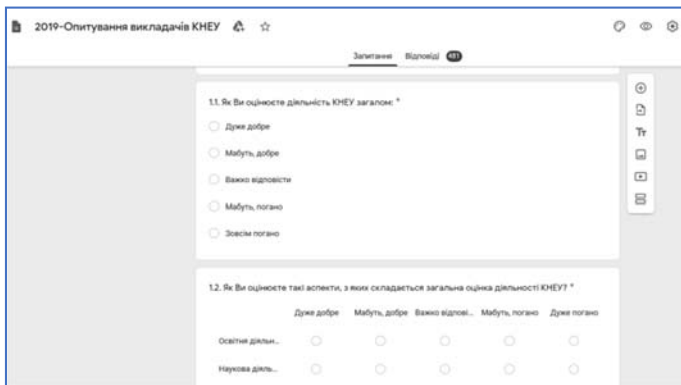 2019-Опитування викладачів КНЕУ
Запитання Відповіді 481
1.1. Як Ви оцінюєте діяльність КНЕУ загалом: *
Дуже добре
Мабуть, добре
Важко відповісти
Мабуть, погано
Зовсім погано
1.2. Як Ви оцінюєте такі аспекти, з яких складається загальна оцінка діяльності КНЕУ? *
Дуже добре Мабуть, добре Важко відпові... Мабуть, погано Дуже погано
Освітня діяльн...
Наукова діяль...
Тт